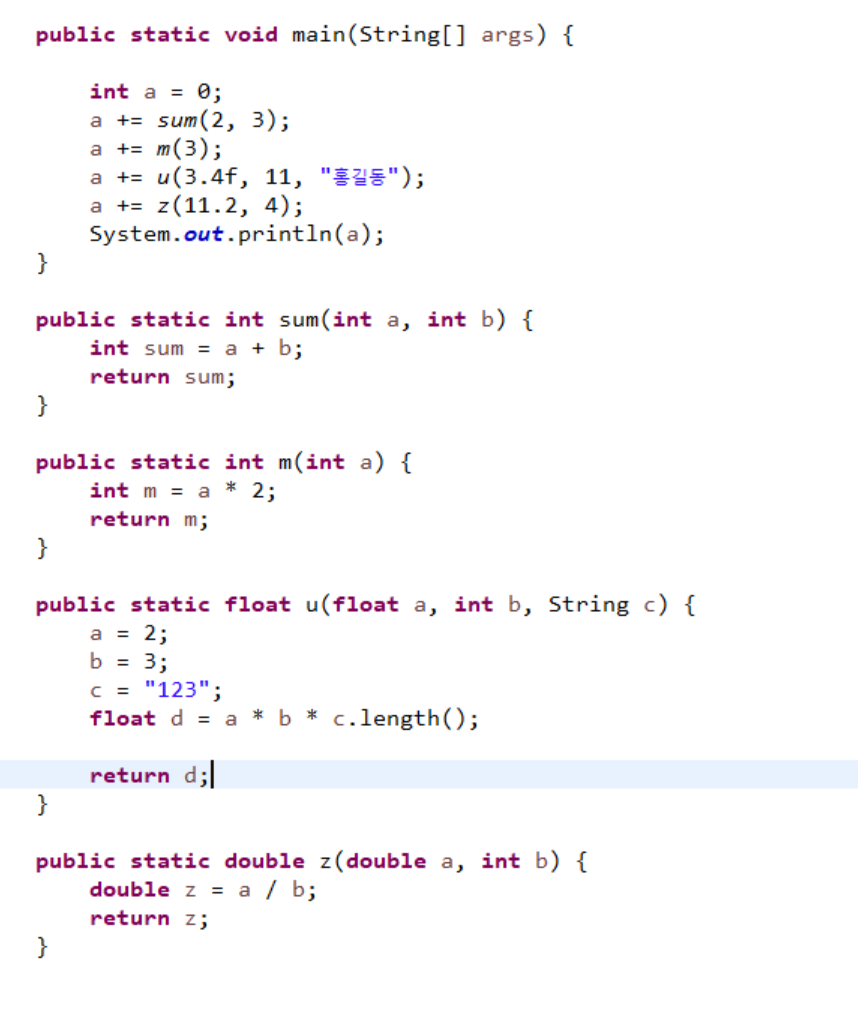 public static void main(String[] args) {
int a = 0;
a += sum(2, 3);
a += m(3);
a += u(3.4f, 11, "홍길동");
a += z(11.2, 4);
System.out.println(a);
}
public static int sum(int a, int b) {
int sum = a + b;
return sum;
}
public static int m(int a) {
int m = a * 2;
return m;
}
public static float u(float a, int b, String c) {
a = 2;
b = 3;
c = "123";
float d = a * b * c.length();
return d;
}
public static double z(double a, int b) {
double z = a / b;
return z;
}